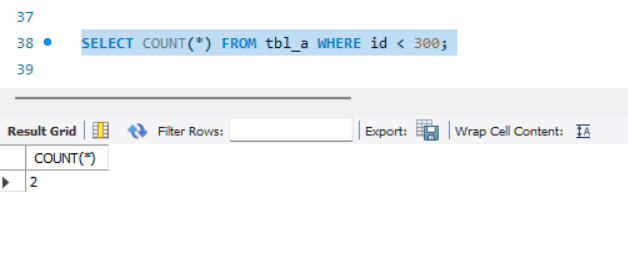 37
38 SELECT COUNT(*) FROM tbl_a WHERE id < 300;
39
Result Grid Filter Rows: Export: Wrap Cell Content: IA
COUNT(*)
2